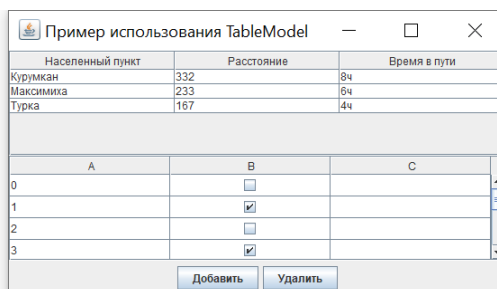 Пример использования TableModel
Населенный пункт Расстояние Время в пути
Курумкан 332 8ч
Максимиха 233 6ч
Турка 167 4ч
A B C
0
1
2
3
Добавить Удалить